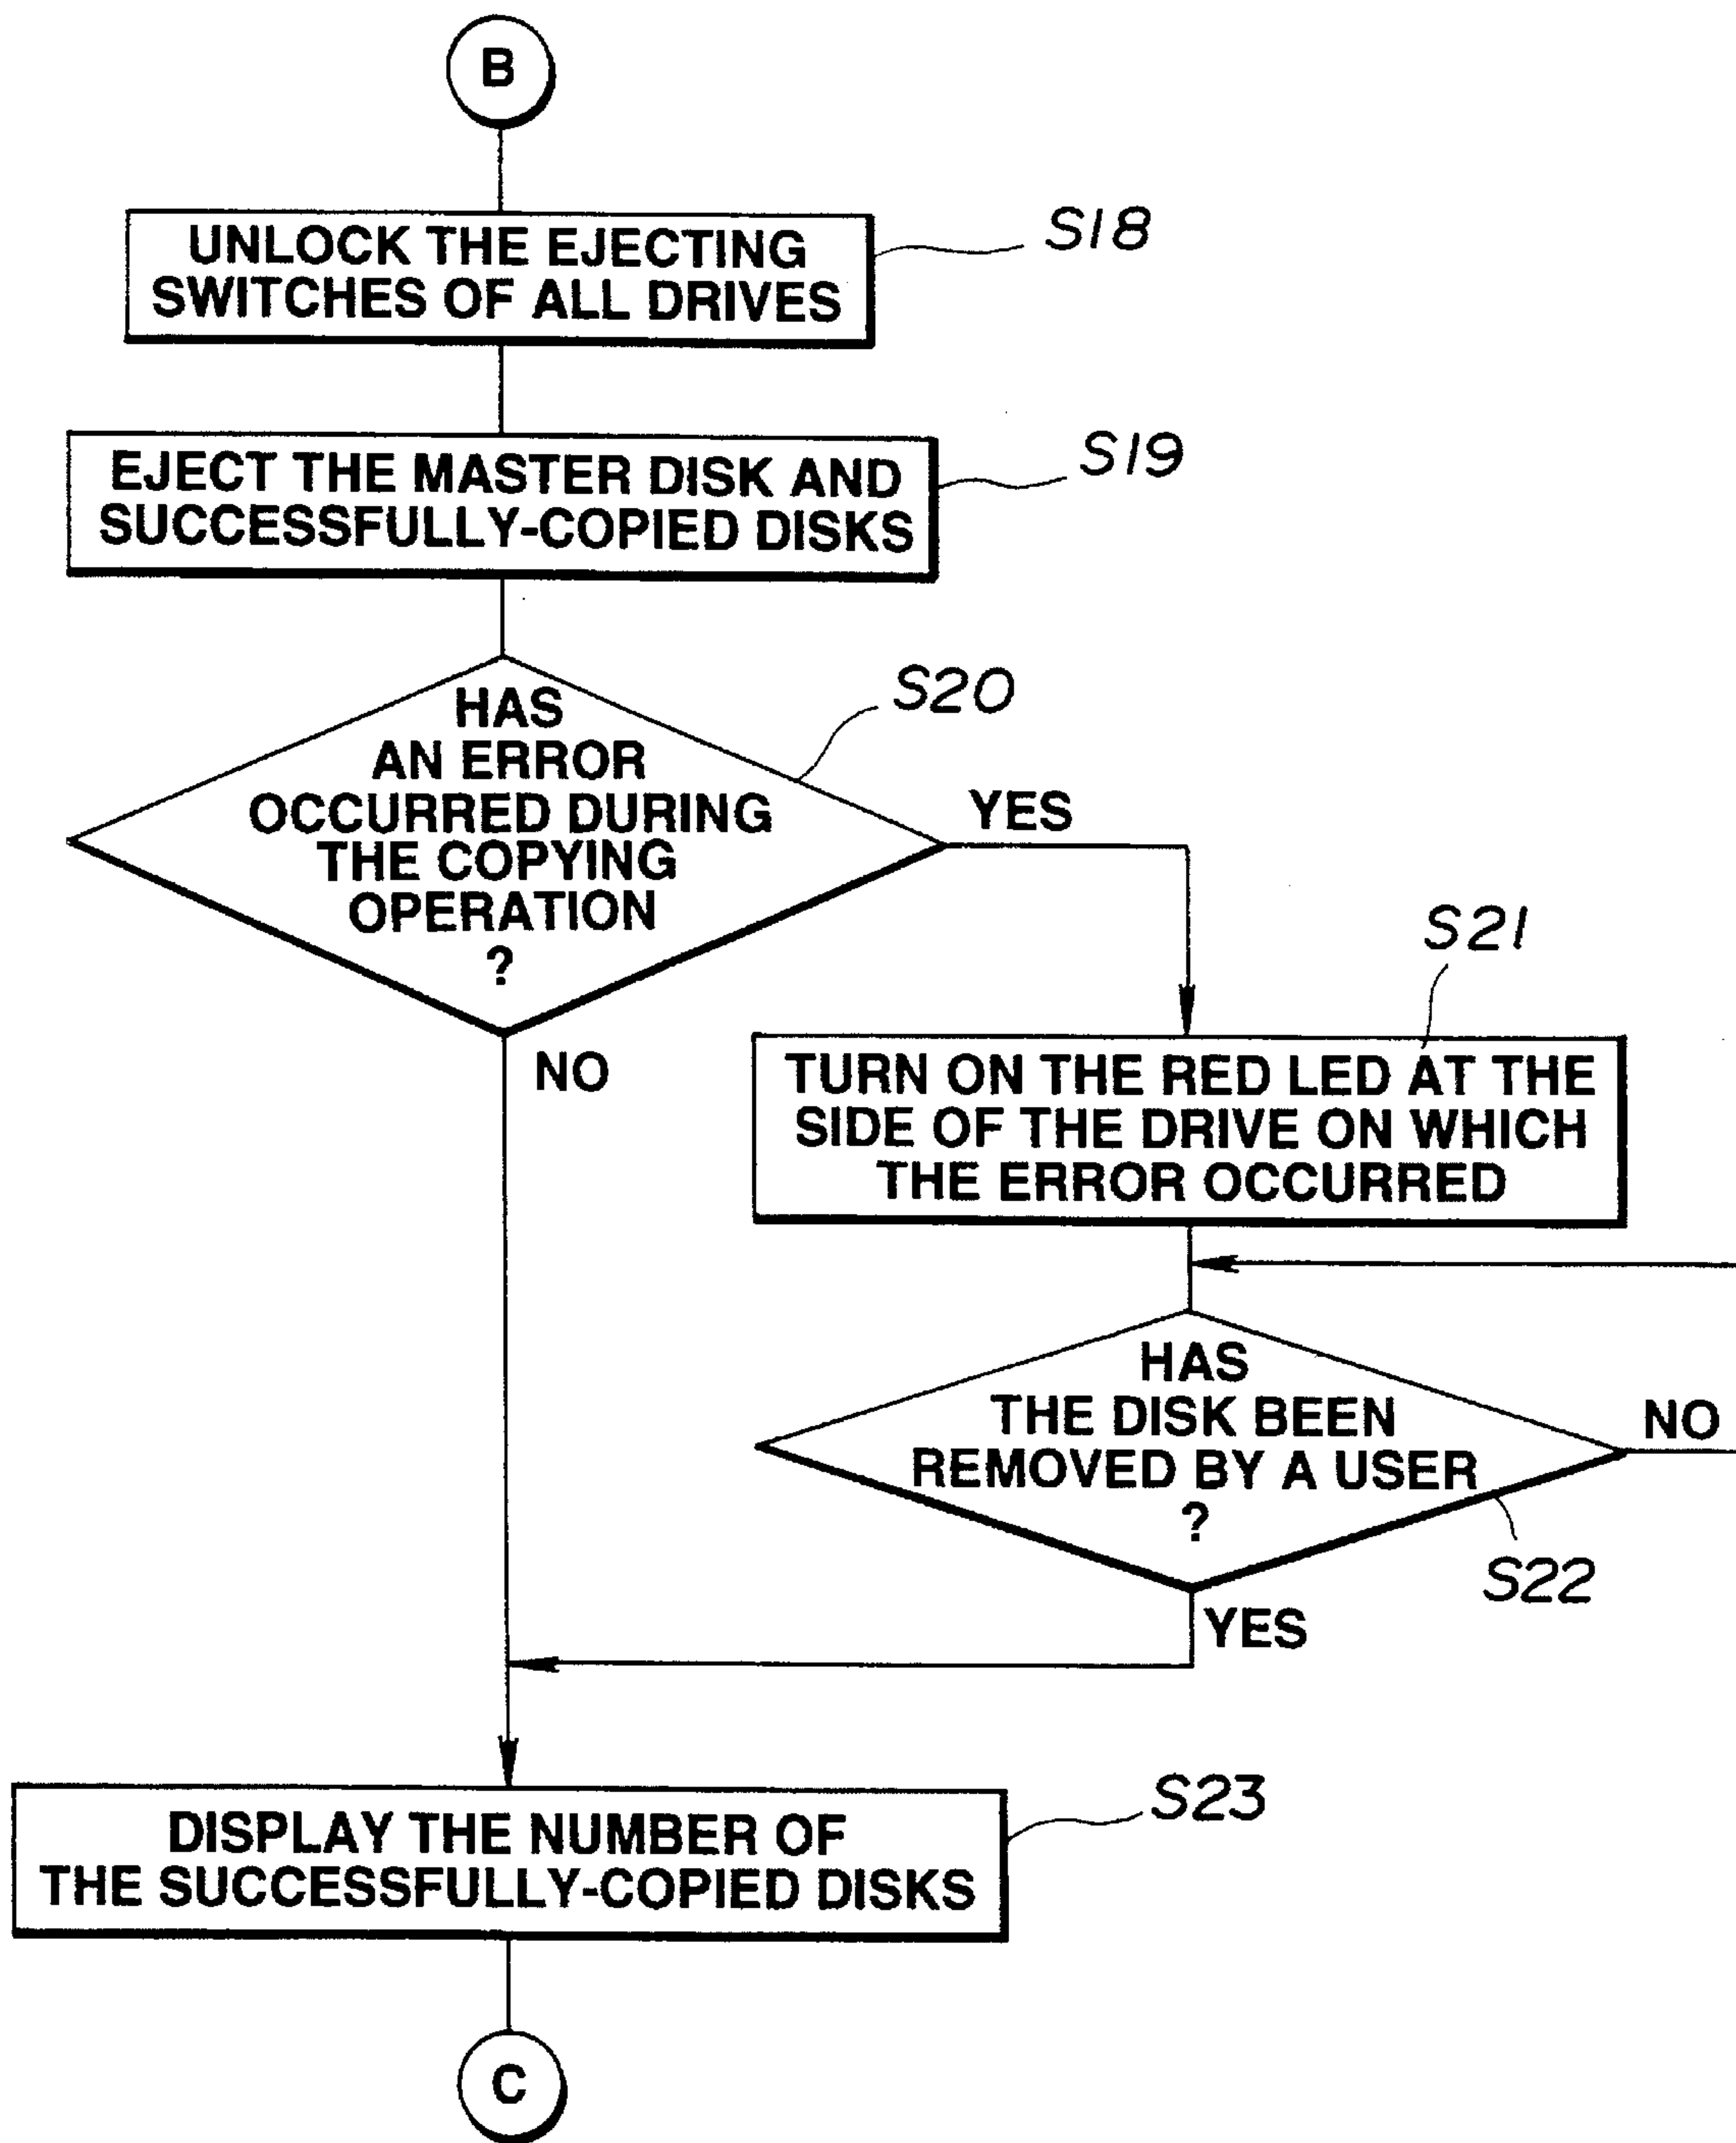 B
UNLOCK THE EJECTING
SWITCHES OF ALL DRIVES
S18
EJECT THE MASTER DISK AND
SUCCESSFULLY-COPIED DISKS
S19
HAS
AN ERROR
OCCURRED DURING
THE COPYING
OPERATION
?
S20
YES
NO
S21
TURN ON THE RED LED AT THE
SIDE OF THE DRIVE ON WHICH
THE ERROR OCCURRED
HAS
THE DISK BEEN
REMOVED BY A USER
?
NO
S22
YES
DISPLAY THE NUMBER OF
THE SUCCESSFULLY-COPIED DISKS
S23
C